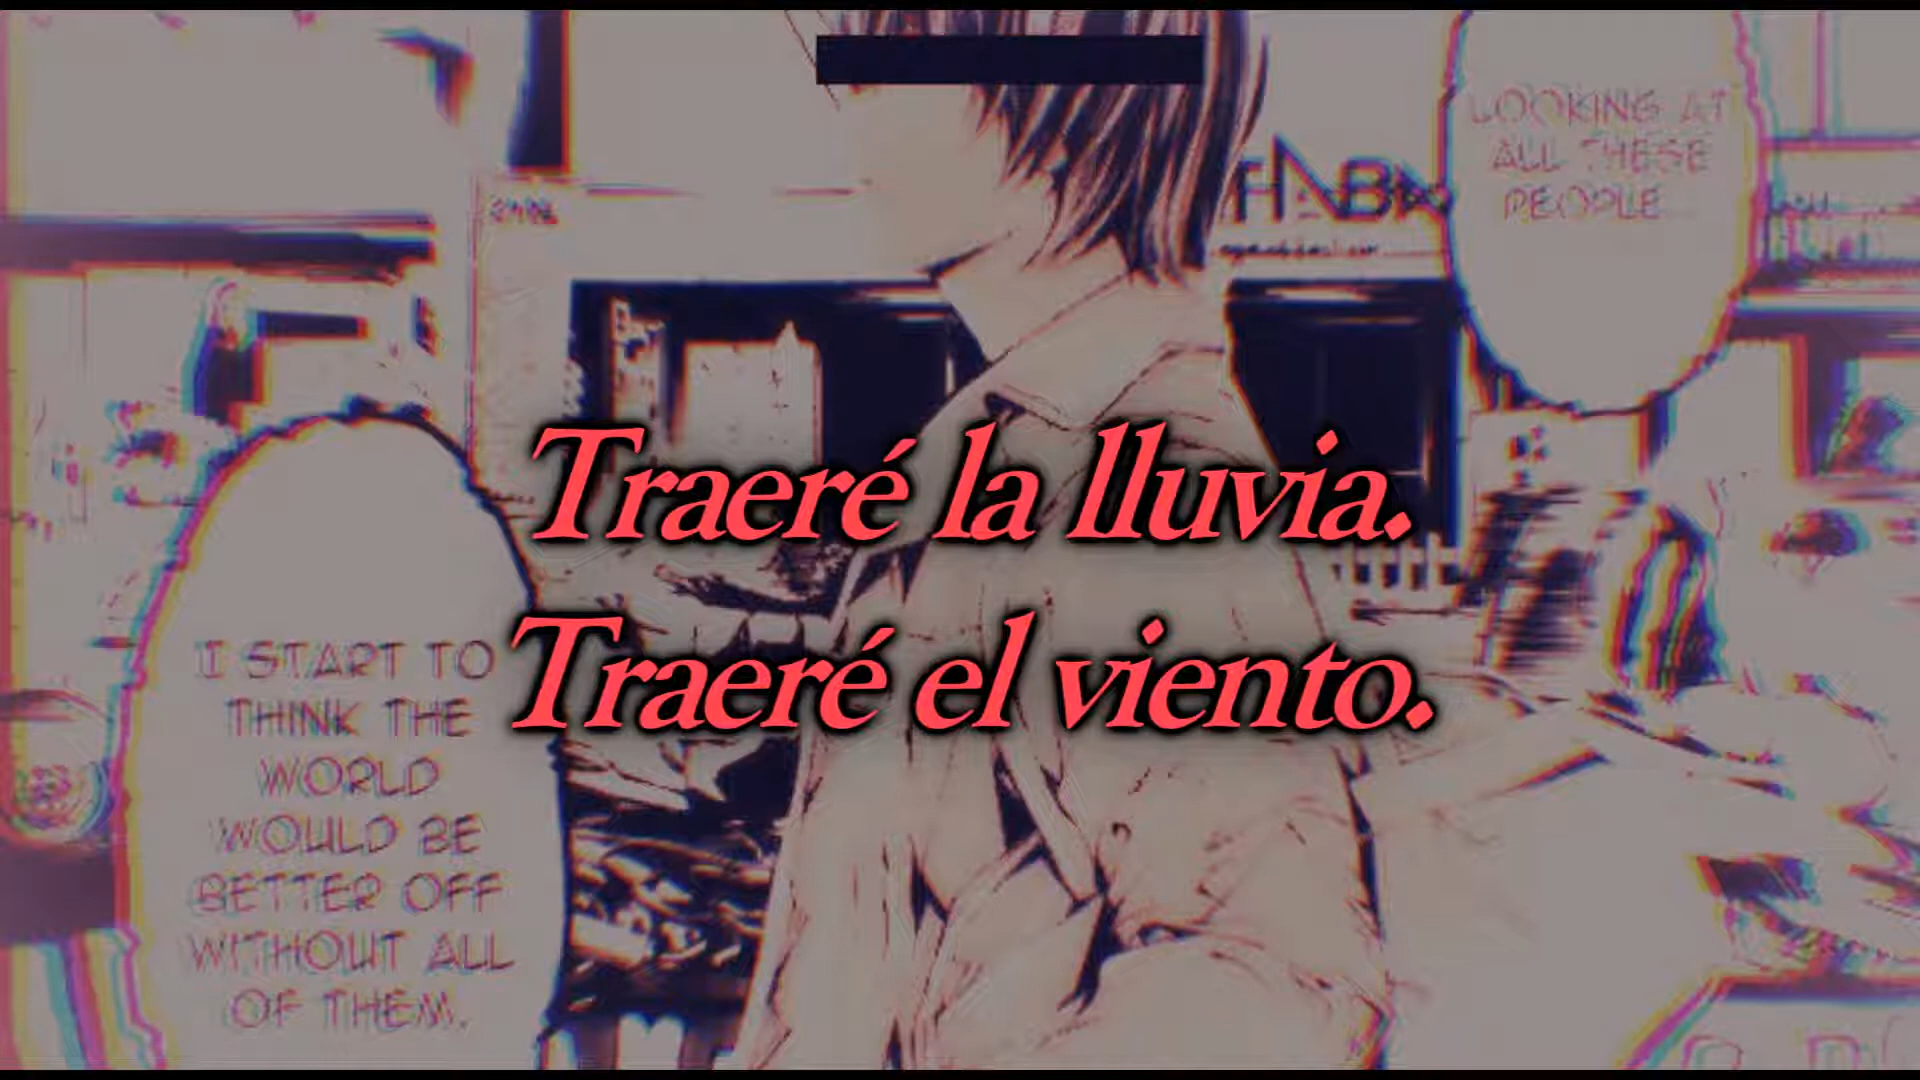 LOOKING AT
ALL THESE
PEOPLE
Traeré la lluvia.
Traeré el viento.
I START TO
THINK THE
WORLD
WOULD BE
BETTER OFF
WITHOUT ALL
OF THEM.